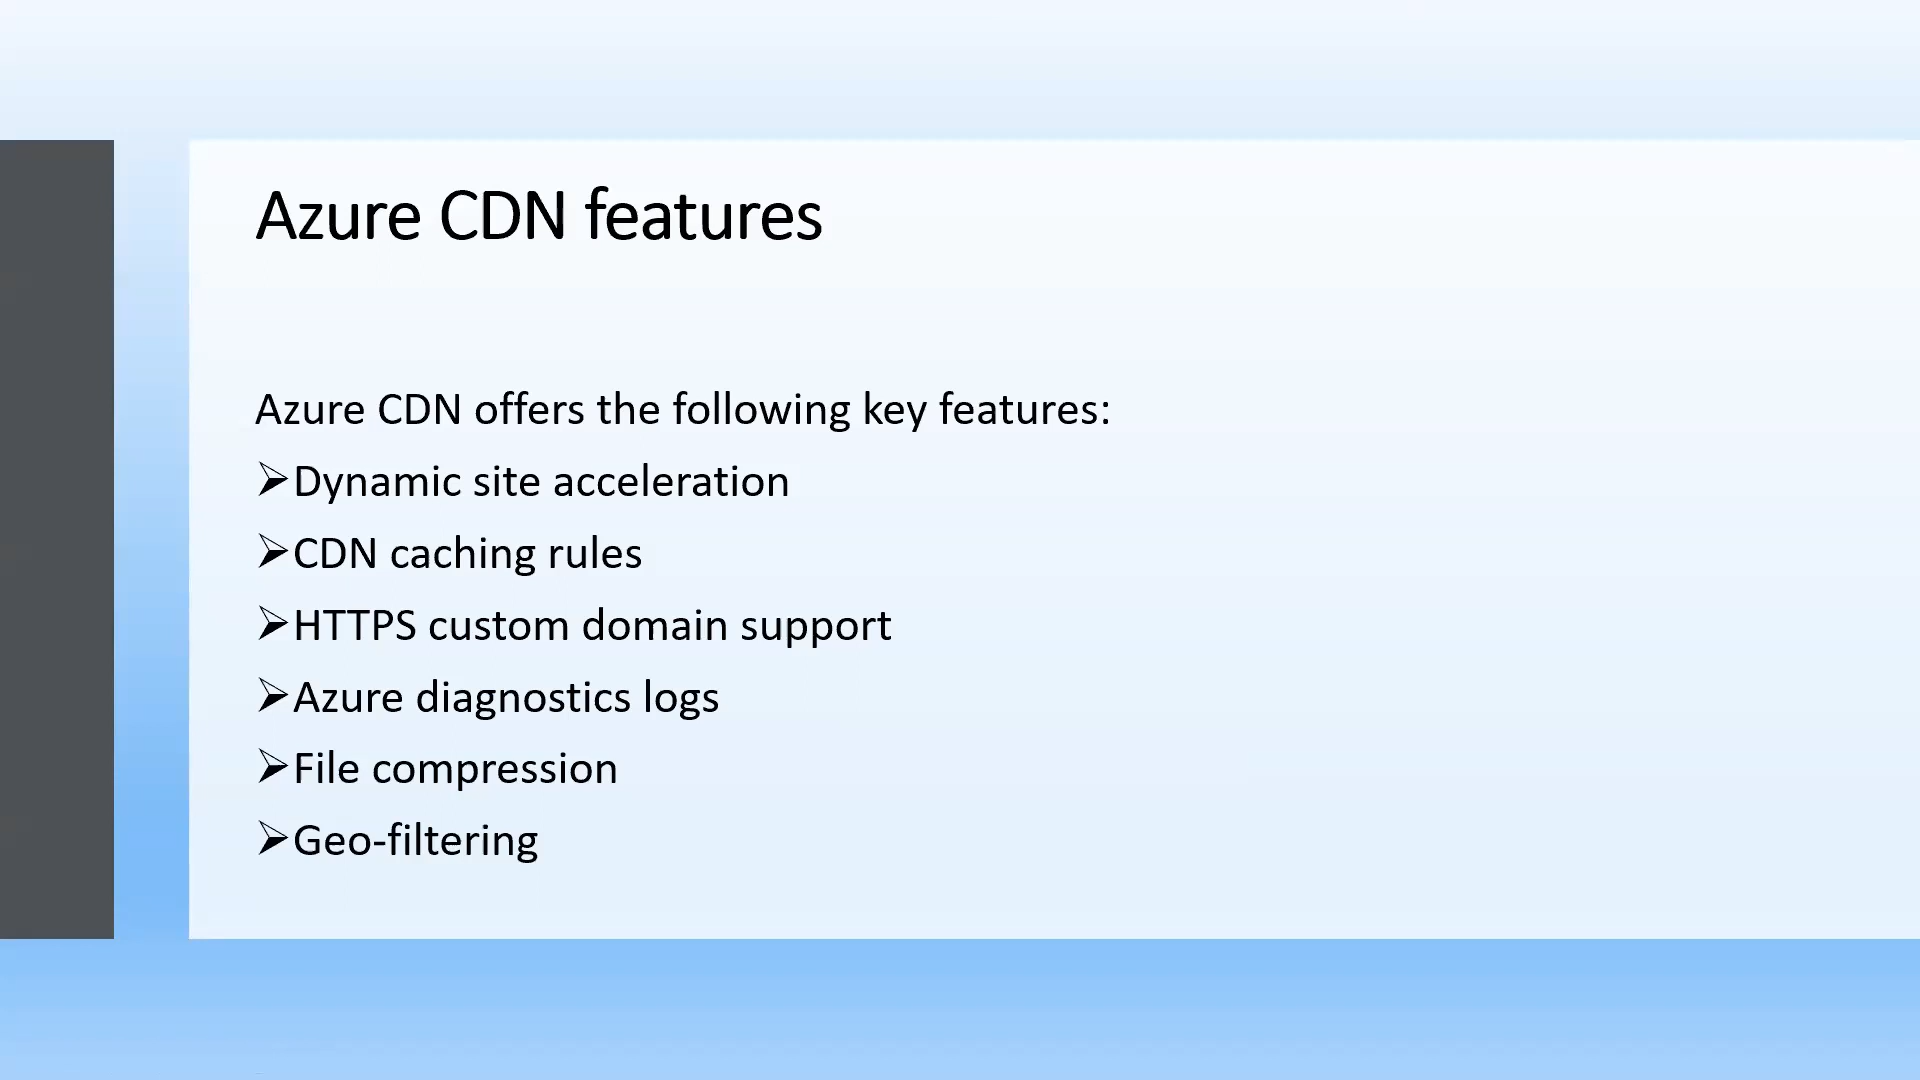 Azure CDN features
Azure CDN offers the following key features:
➢Dynamic site acceleration
➢CDN caching rules
➢HTTPS custom domain support
➢Azure diagnostics logs
➢File compression
➢Geo-filtering